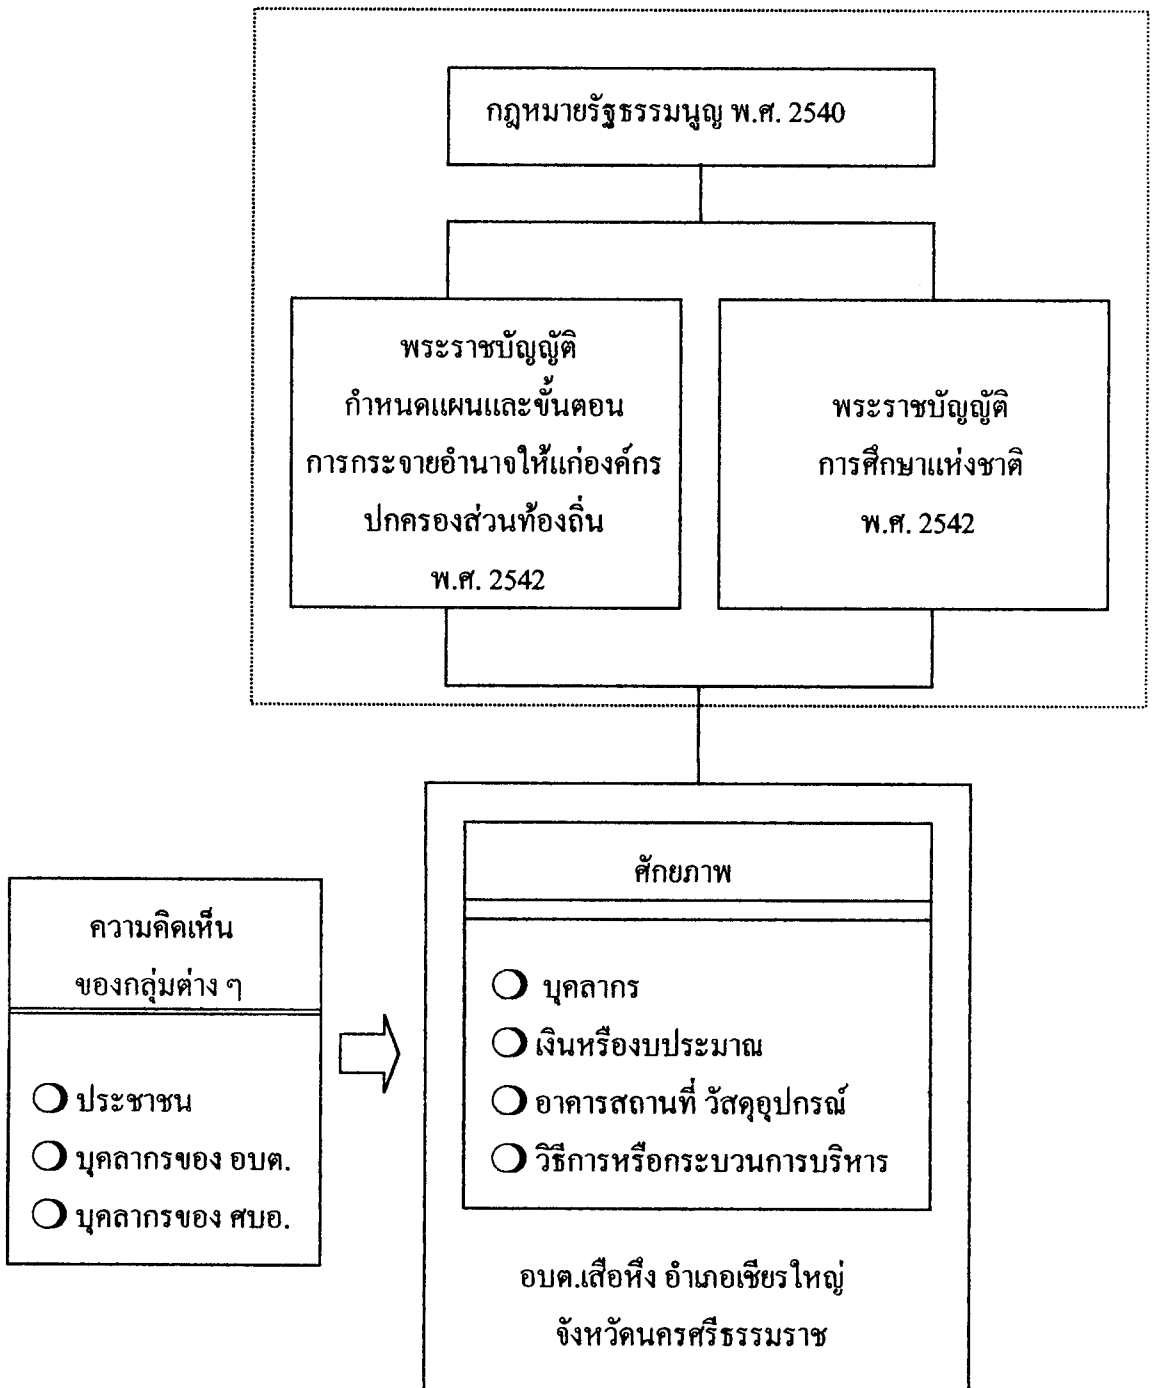 กฎหมายรัฐธรรมนูญ พ.ศ. 2540
พระราชบัญญัติ
กำหนดแผนและขั้นตอน
การกระจายอำนาจให้แก่องค์กร
ปกครองส่วนท้องถิ่น
พ.ศ. 2542
พระราชบัญญัติ
การศึกษาแห่งชาติ
พ.ศ. 2542
ความคิดเห็น
ของกลุ่มต่าง ๆ
ประชาชน
บุคลากรของ อบต.
บุคลากรของ ศบอ.
ศักยภาพ
บุคลากร
เงินหรืองบประมาณ
อาคารสถานที่ วัสดุอุปกรณ์
วิธีการหรือกระบวนการบริหาร
อบต.เสือหึง อำเภอเชียรใหญ่
จังหวัดนครศรีธรรมราช